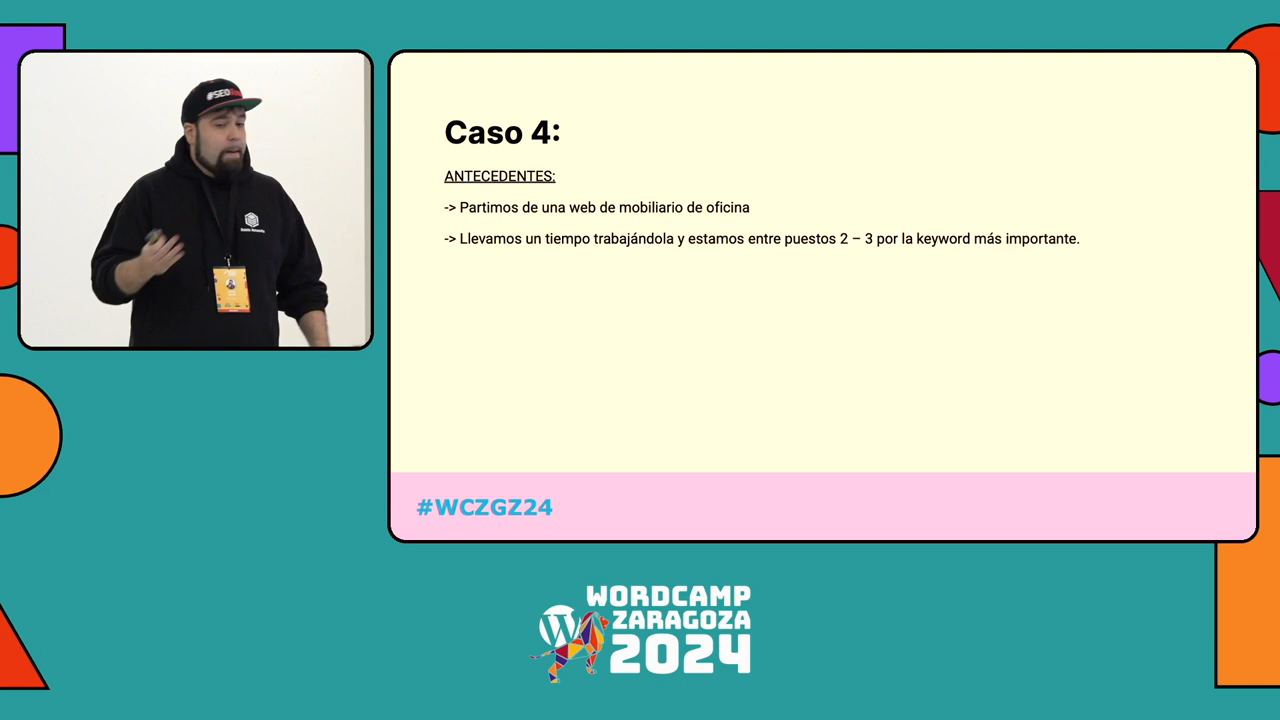 #SEO
Caso 4:
ANTECEDENTES:
-> Partimos de una web de mobiliario de oficina
-> Llevamos un tiempo trabajándola y estamos entre puestos 2 – 3 por la keyword más importante.
#WCZGZ24
WORDCAMP
ZARAGOZA
2024